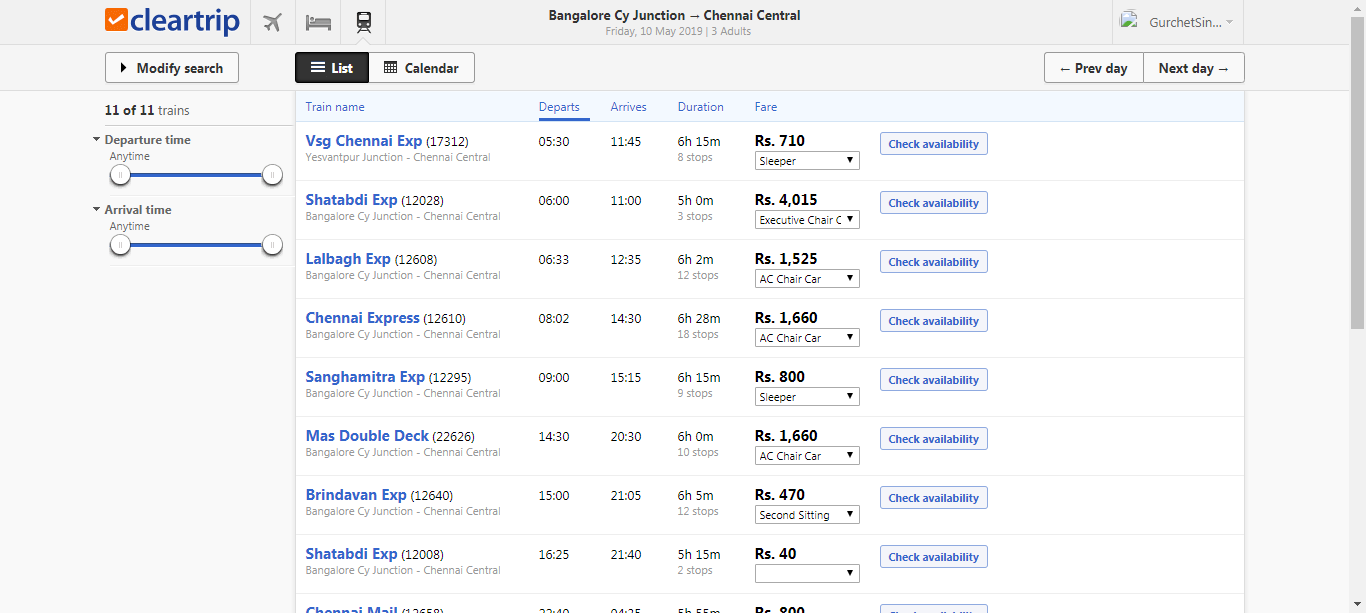 cleartrip
Bangalore Cy Junction → Chennai Central
Friday, 10 May 2019 | 3 Adults
GurchetSin...
Modify search
List
Calendar
← Prev day
Next day →
11 of 11 trains
Departure time
Anytime
Arrival time
Anytime
Train name Departs Arrives Duration Fare
Vsg Chennai Exp (17312) 05:30 11:45 6h 15m Rs. 710 Check availability
Yesvantpur Junction - Chennai Central 8 stops Sleeper
Shatabdi Exp (12028) 06:00 11:00 5h 0m Rs. 4,015 Check availability
Bangalore Cy Junction - Chennai Central 3 stops Executive Chair C
Lalbagh Exp (12608) 06:33 12:35 6h 2m Rs. 1,525 Check availability
Bangalore Cy Junction - Chennai Central 12 stops AC Chair Car
Chennai Express (12610) 08:02 14:30 6h 28m Rs. 1,660 Check availability
Bangalore Cy Junction - Chennai Central 18 stops AC Chair Car
Sanghamitra Exp (12295) 09:00 15:15 6h 15m Rs. 800 Check availability
Bangalore Cy Junction - Chennai Central 9 stops Sleeper
Mas Double Deck (22626) 14:30 20:30 6h 0m Rs. 1,660 Check availability
Bangalore Cy Junction - Chennai Central 10 stops AC Chair Car
Brindavan Exp (12640) 15:00 21:05 6h 5m Rs. 470 Check availability
Bangalore Cy Junction - Chennai Central 12 stops Second Sitting
Shatabdi Exp (12008) 16:25 21:40 5h 15m Rs. 40 Check availability
Bangalore Cy Junction - Chennai Central 2 stops
Chennai Mail (12658) 22:40 04:35 5h 55m Rs. 800